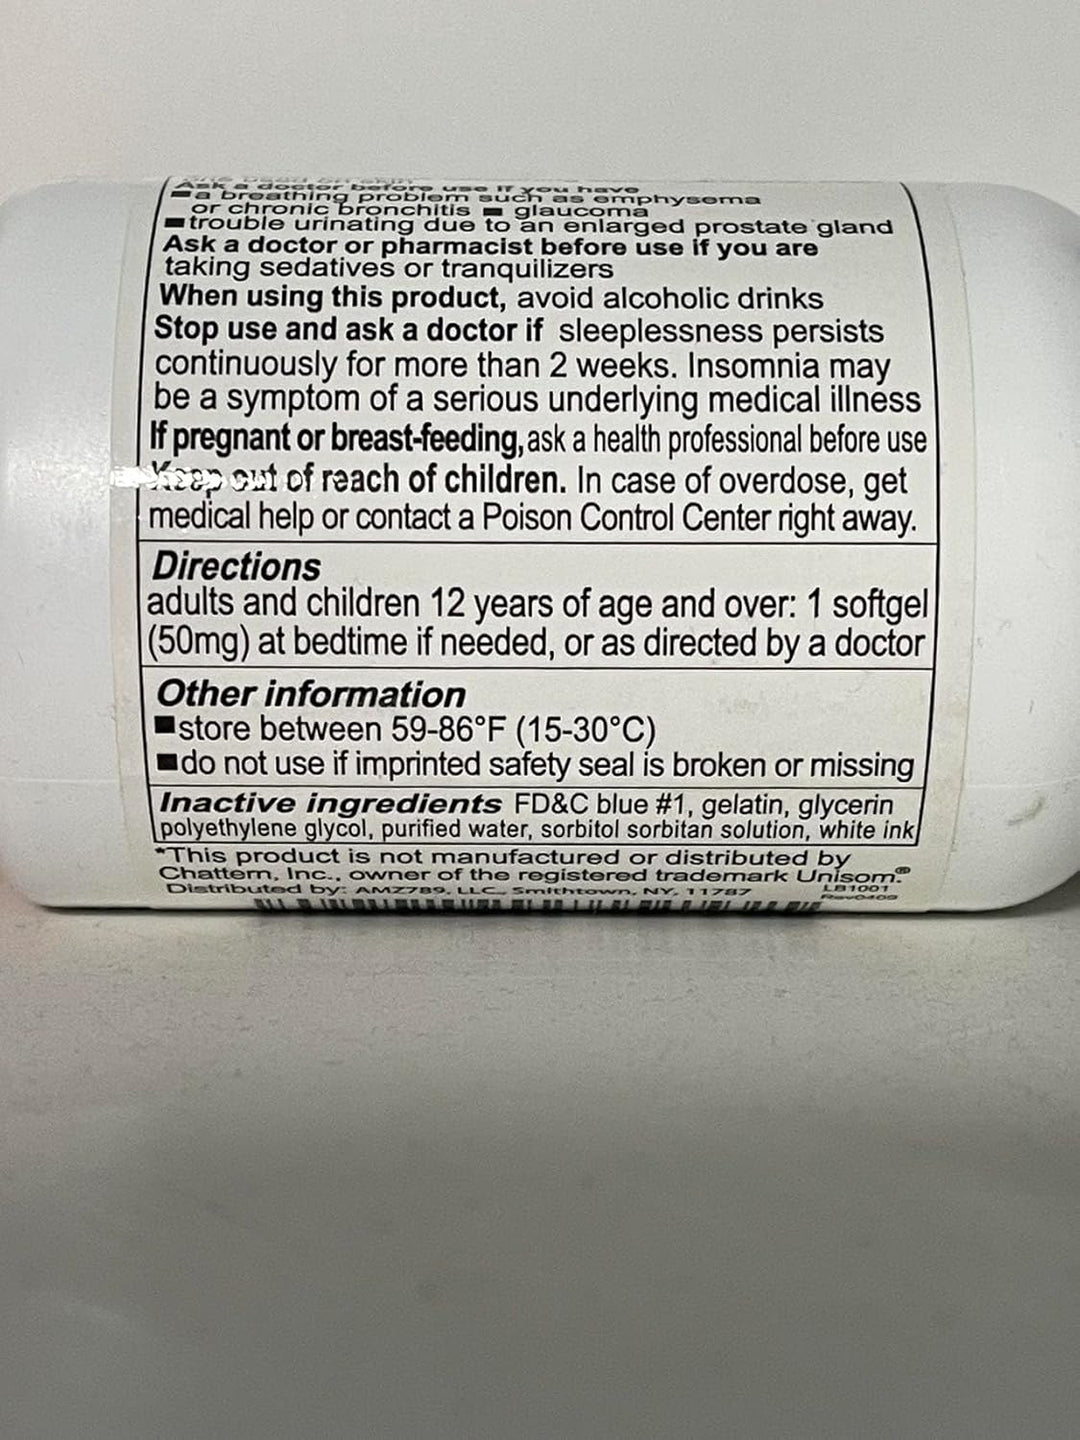 one used on skin
Ask a doctor before use if you have
■ a breathing problem such as emphysema
or chronic bronchitis ■ glaucoma
■ trouble urinating due to an enlarged prostate gland
Ask a doctor or pharmacist before use if you are
taking sedatives or tranquilizers
When using this product, avoid alcoholic drinks
Stop use and ask a doctor if sleeplessness persists
continuously for more than 2 weeks. Insomnia may
be a symptom of a serious underlying medical illness
If pregnant or breast-feeding, ask a health professional before use
Keep out of reach of children. In case of overdose, get
medical help or contact a Poison Control Center right away.
Directions
adults and children 12 years of age and over: 1 softgel
(50mg) at bedtime if needed, or as directed by a doctor
Other information
■ store between 59-86°F (15-30°C)
■ do not use if imprinted safety seal is broken or missing
Inactive ingredients FD&C blue #1, gelatin, glycerin
polyethylene glycol, purified water, sorbitol sorbitan solution, white ink
*This product is not manufactured or distributed by
Chattem, Inc., owner of the registered trademark Unisom.®
Distributed by: AMZ789, LLC, Smithtown, NY, 11787 LB1001
Rev0409